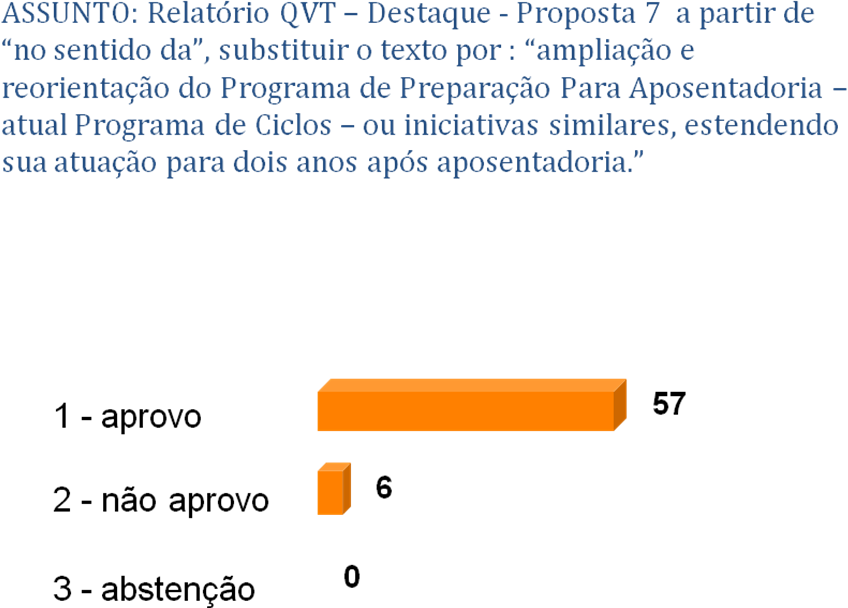 ASSUNTO: Relatório QVT – Destaque - Proposta 7  a partir de
“no sentido da”, substituir o texto por : “ampliação e
reorientação do Programa de Preparação Para Aposentadoria –
atual Programa de Ciclos – ou iniciativas similares, estendendo
sua atuação para dois anos após aposentadoria.”
1 - aprovo 57
2 - não aprovo 6
3 - abstenção 0